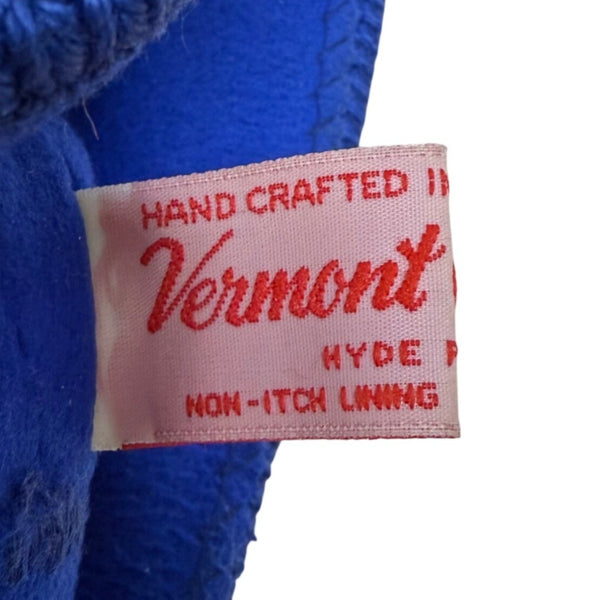 HAND CRAFTED IN
Vermont
HYDE P
NON-ITCH LINING